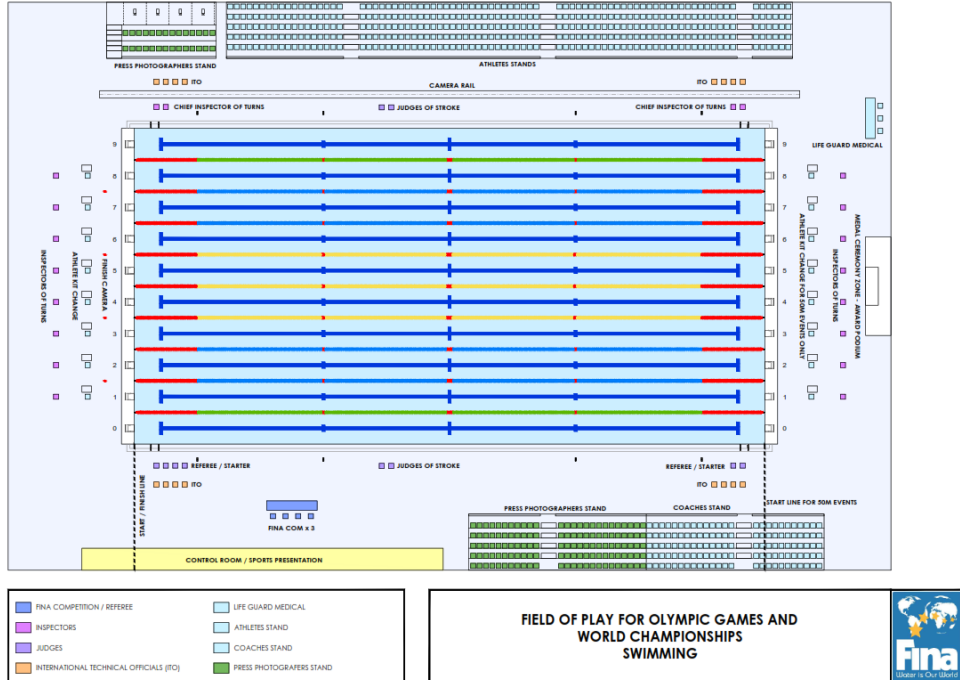 PRESS PHOTOGRAPHERS STAND
ATHLETES STANDS
ITO
ITO
CAMERA RAIL
CHIEF INSPECTOR OF TURNS
JUDGES OF STROKE
CHIEF INSPECTOR OF TURNS
LIFE GUARD MEDICAL
9
9
8
8
7
7
6
6
5
5
4
4
3
3
2
2
1
1
0
0
INSPECTORS OF TURNS
ATHLETE KIT CHANGE
FINISH CAMERA
ATHLETE KIT CHANGE FOR 50M EVENTS ONLY
INSPECTORS OF TURNS
MEDAL CEREMONY ZONE - AWARD PODIUM
REFEREE / STARTER
JUDGES OF STROKE
REFEREE / STARTER
ITO
ITO
START / FINISH LINE
START LINE FOR 50M EVENTS
PRESS PHOTOGRAPHERS STAND
COACHES STAND
FINA COM x 3
CONTROL ROOM / SPORTS PRESENTATION
FINA COMPETITION / REFEREE
INSPECTORS
JUDGES
INTERNATIONAL TECHNICAL OFFICIALS (ITO)
LIFE GUARD MEDICAL
ATHLETES STAND
COACHES STAND
PRESS PHOTOGRAFERS STAND
FIELD OF PLAY FOR OLYMPIC GAMES AND
WORLD CHAMPIONSHIPS
SWIMMING
Fina
Water is Our World